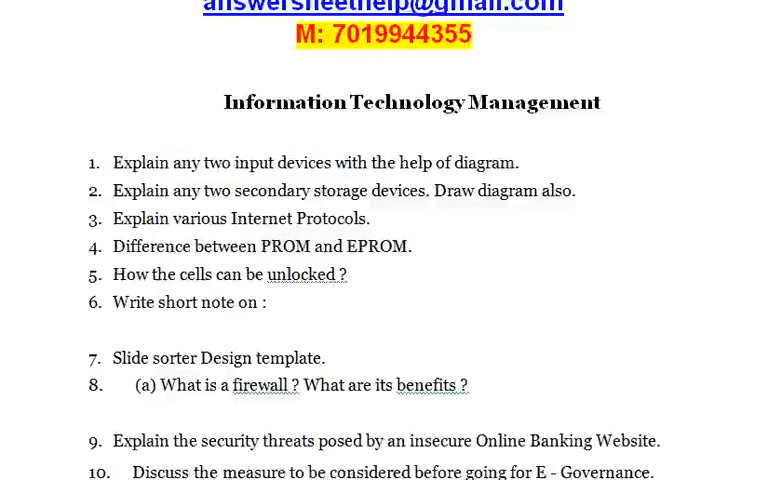 answersheethelp@gmail.com
M: 7019944355
Information Technology Management
1. Explain any two input devices with the help of diagram.
2. Explain any two secondary storage devices. Draw diagram also.
3. Explain various Internet Protocols.
4. Difference between PROM and EPROM.
5. How the cells can be unlocked ?
6. Write short note on :
7. Slide sorter Design template.
8. (a) What is a firewall ? What are its benefits ?
9. Explain the security threats posed by an insecure Online Banking Website.
10. Discuss the measure to be considered before going for E - Governance.